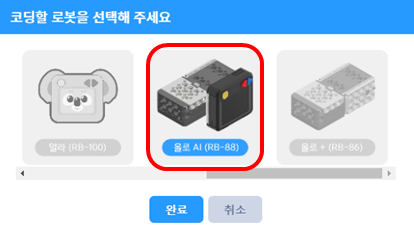 코딩할 로봇을 선택해 주세요
알라 (RB-100)
올로 AI (RB-88)
올로 + (RB-86)
완료
취소